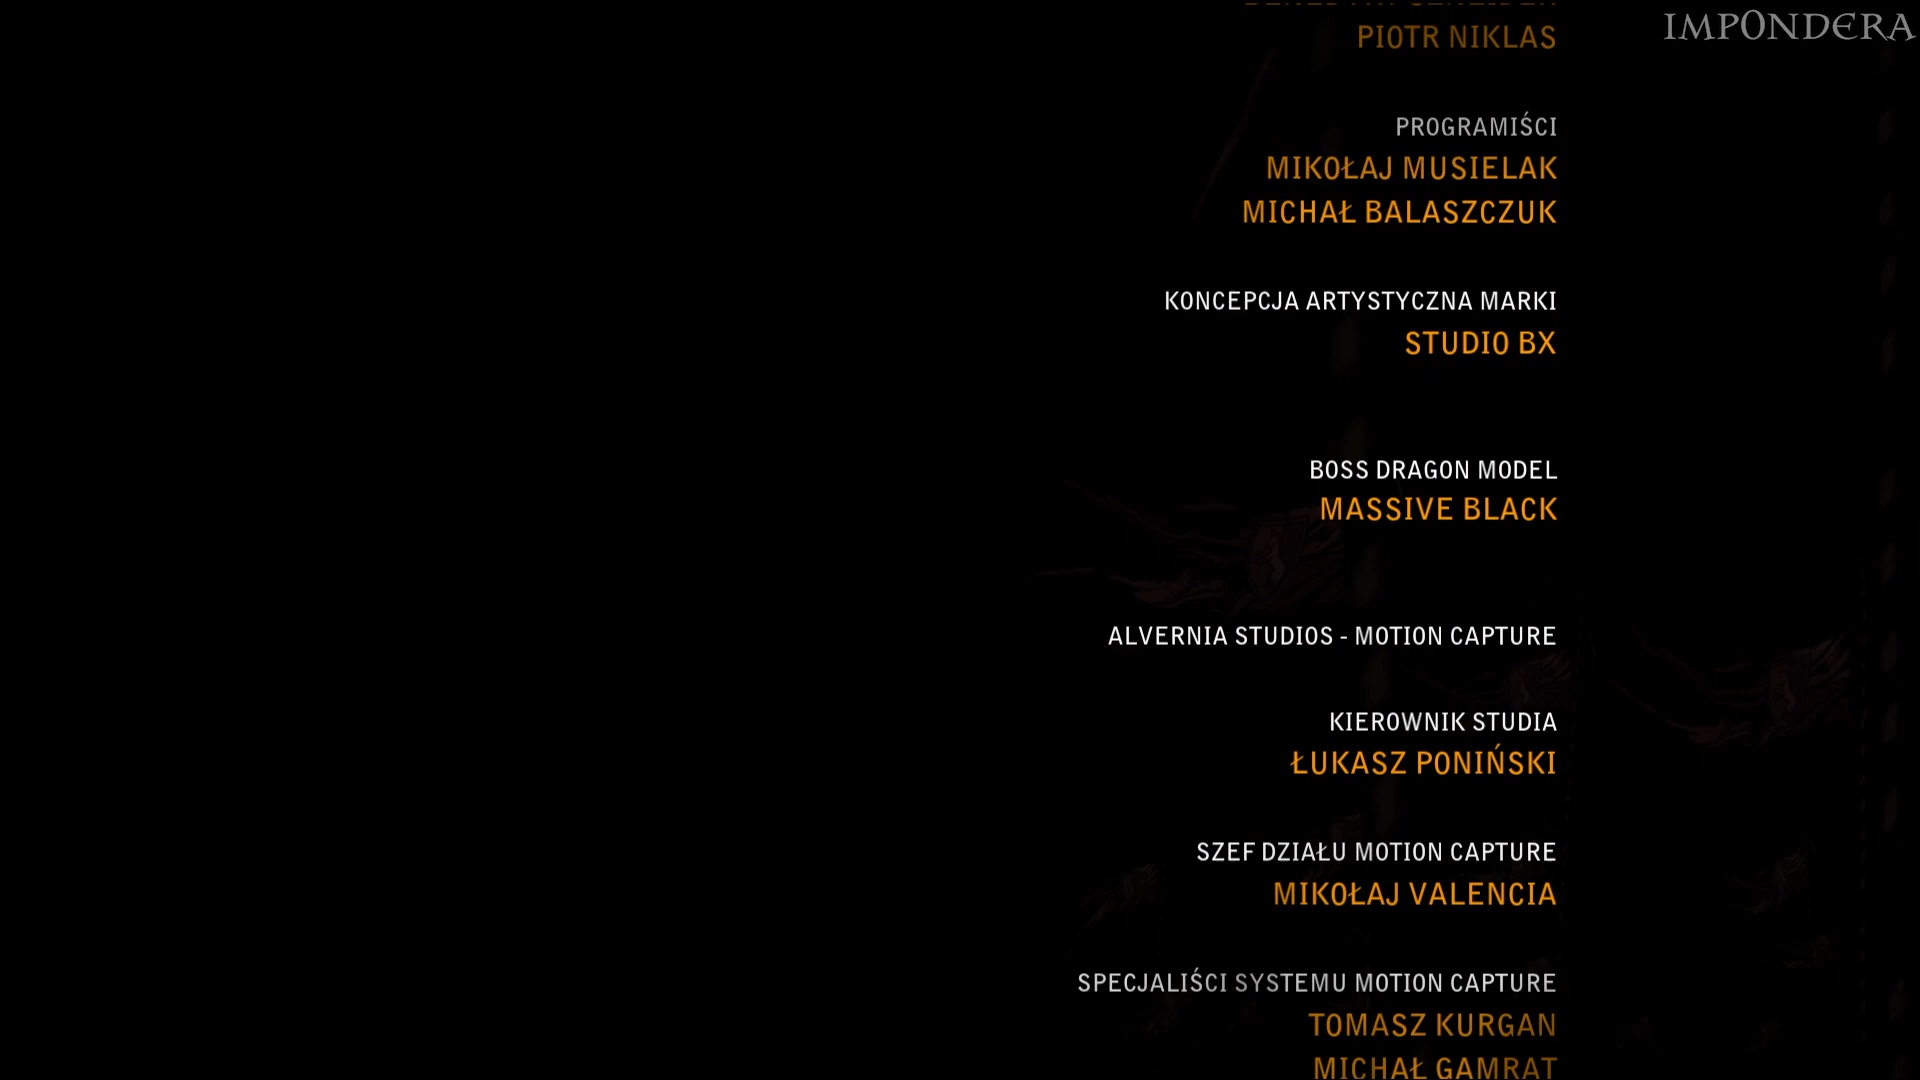 IMPONDERA
PIOTR NIKLAS
PROGRAMIŚCI
MIKOŁAJ MUSIELAK
MICHAŁ BALASZCZUK
KONCEPCJA ARTYSTYCZNA MARKI
STUDIO BX
BOSS DRAGON MODEL
MASSIVE BLACK
ALVERNIA STUDIOS - MOTION CAPTURE
KIEROWNIK STUDIA
ŁUKASZ PONIŃSKI
SZEF DZIAŁU MOTION CAPTURE
MIKOŁAJ VALENCIA
SPECJALIŚCI SYSTEMU MOTION CAPTURE
TOMASZ KURGAN
MICHAŁ GAMRAT